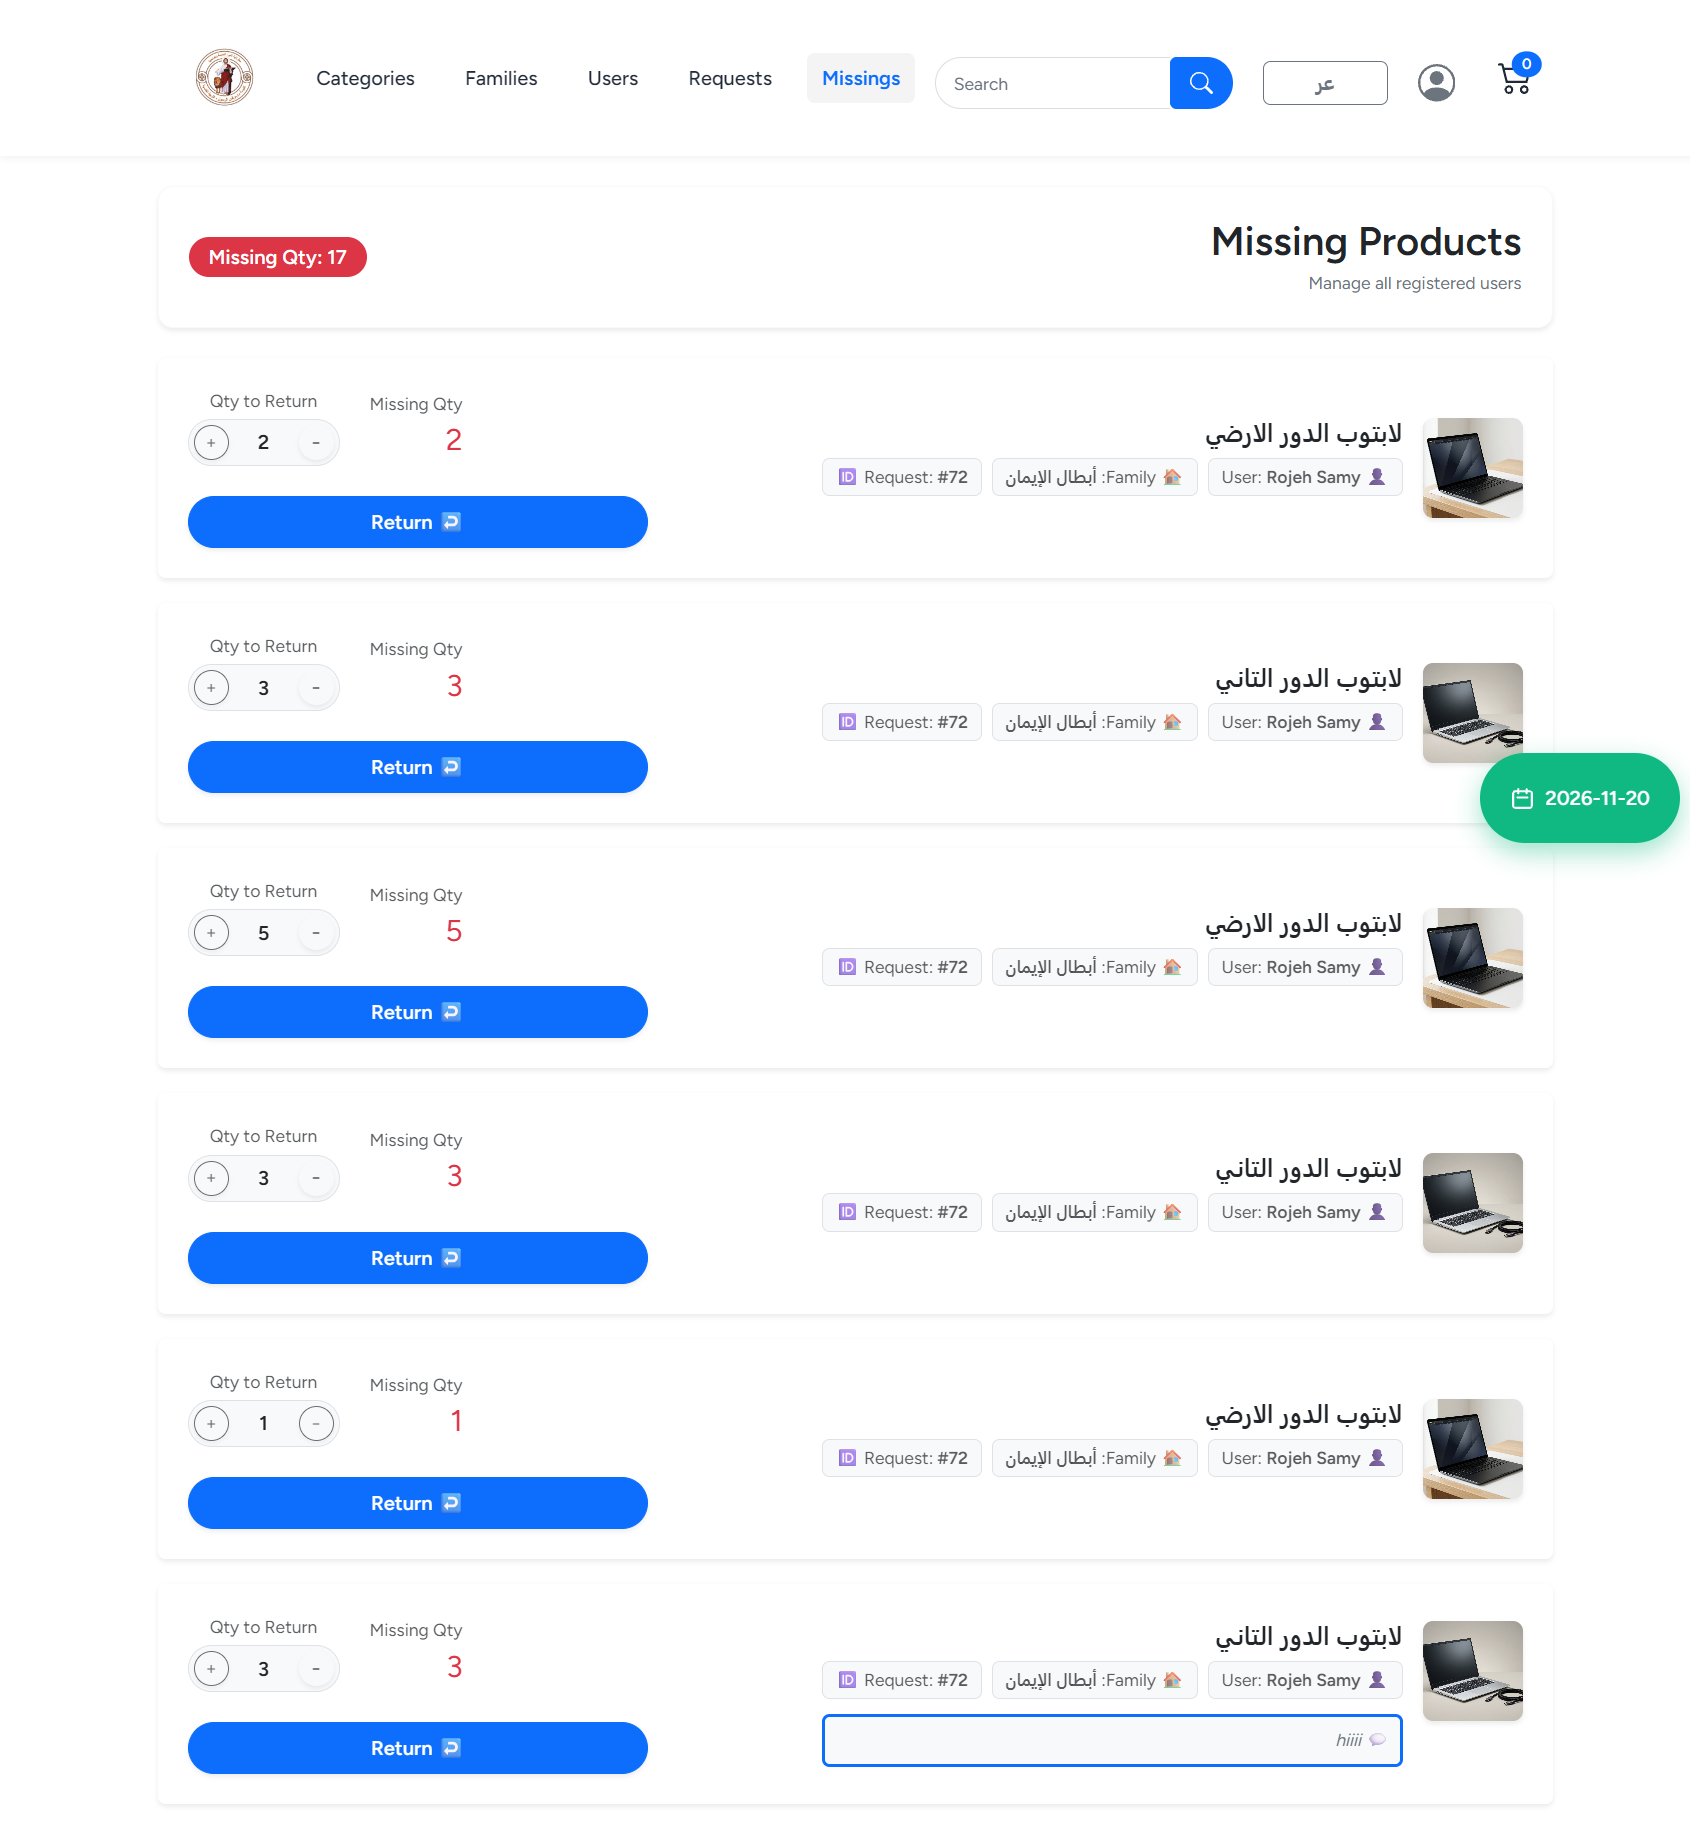 Categories
Families
Users
Requests
Missings
Search
عر
0
Missing Products
Manage all registered users
Missing Qty: 17
لابتوب الدور الارضي
User: Rojeh Samy
Family: أبطال الإيمان
Request: #72
Missing Qty
2
Qty to Return
+ 2 -
Return
لابتوب الدور التاني
User: Rojeh Samy
Family: أبطال الإيمان
Request: #72
Missing Qty
3
Qty to Return
+ 3 -
Return
2026-11-20
لابتوب الدور الارضي
User: Rojeh Samy
Family: أبطال الإيمان
Request: #72
Missing Qty
5
Qty to Return
+ 5 -
Return
لابتوب الدور التاني
User: Rojeh Samy
Family: أبطال الإيمان
Request: #72
Missing Qty
3
Qty to Return
+ 3 -
Return
لابتوب الدور الارضي
User: Rojeh Samy
Family: أبطال الإيمان
Request: #72
Missing Qty
1
Qty to Return
+ 1 -
Return
لابتوب الدور التاني
User: Rojeh Samy
Family: أبطال الإيمان
Request: #72
hiiii
Missing Qty
3
Qty to Return
+ 3 -
Return